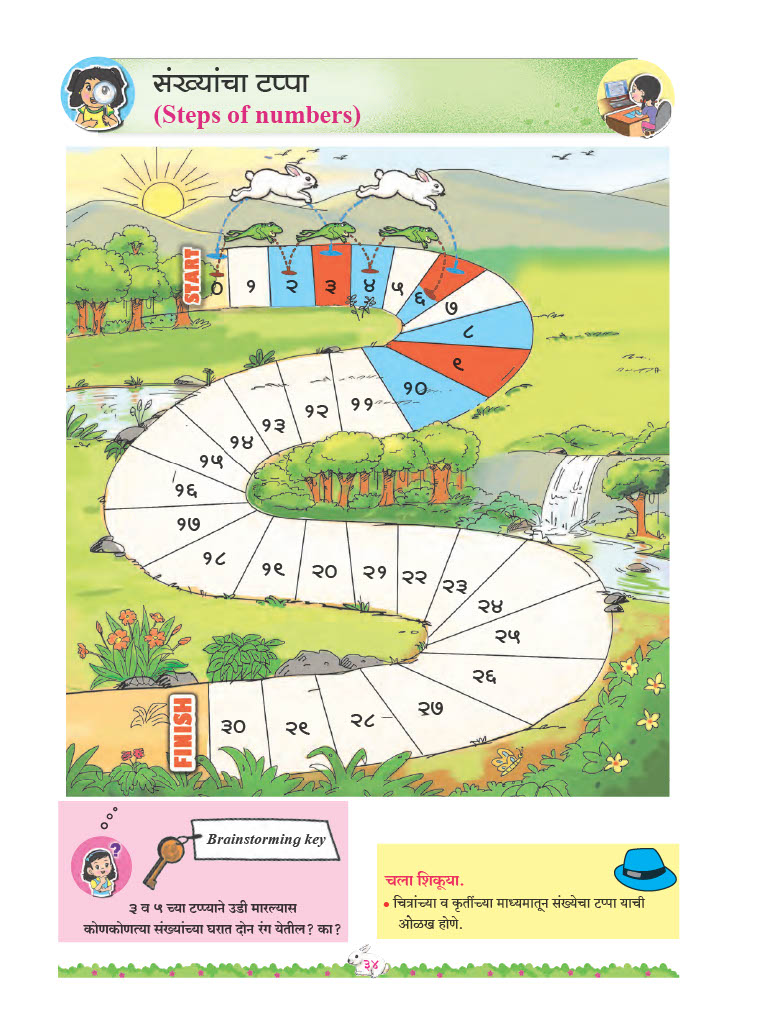 संख्यांचा टप्पा
(Steps of numbers)
START
० १ २ ३ ४ ५ ६
७
८
९
१०
११
१२
१३
१४
१५
१६
१७
१८
१९
२०
२१
२२
२३
२४
२५
२६
२७
२८
२९
३०
FINISH
?
Brainstorming key
३ व ५ च्या टप्प्याने उडी मारल्यास
कोणकोणत्या संख्यांच्या घरात दोन रंग येतील? का?
चला शिकूया.
• चित्रांच्या व कृतींच्या माध्यमातून संख्येचा टप्पा याची
ओळख होणे.
३४